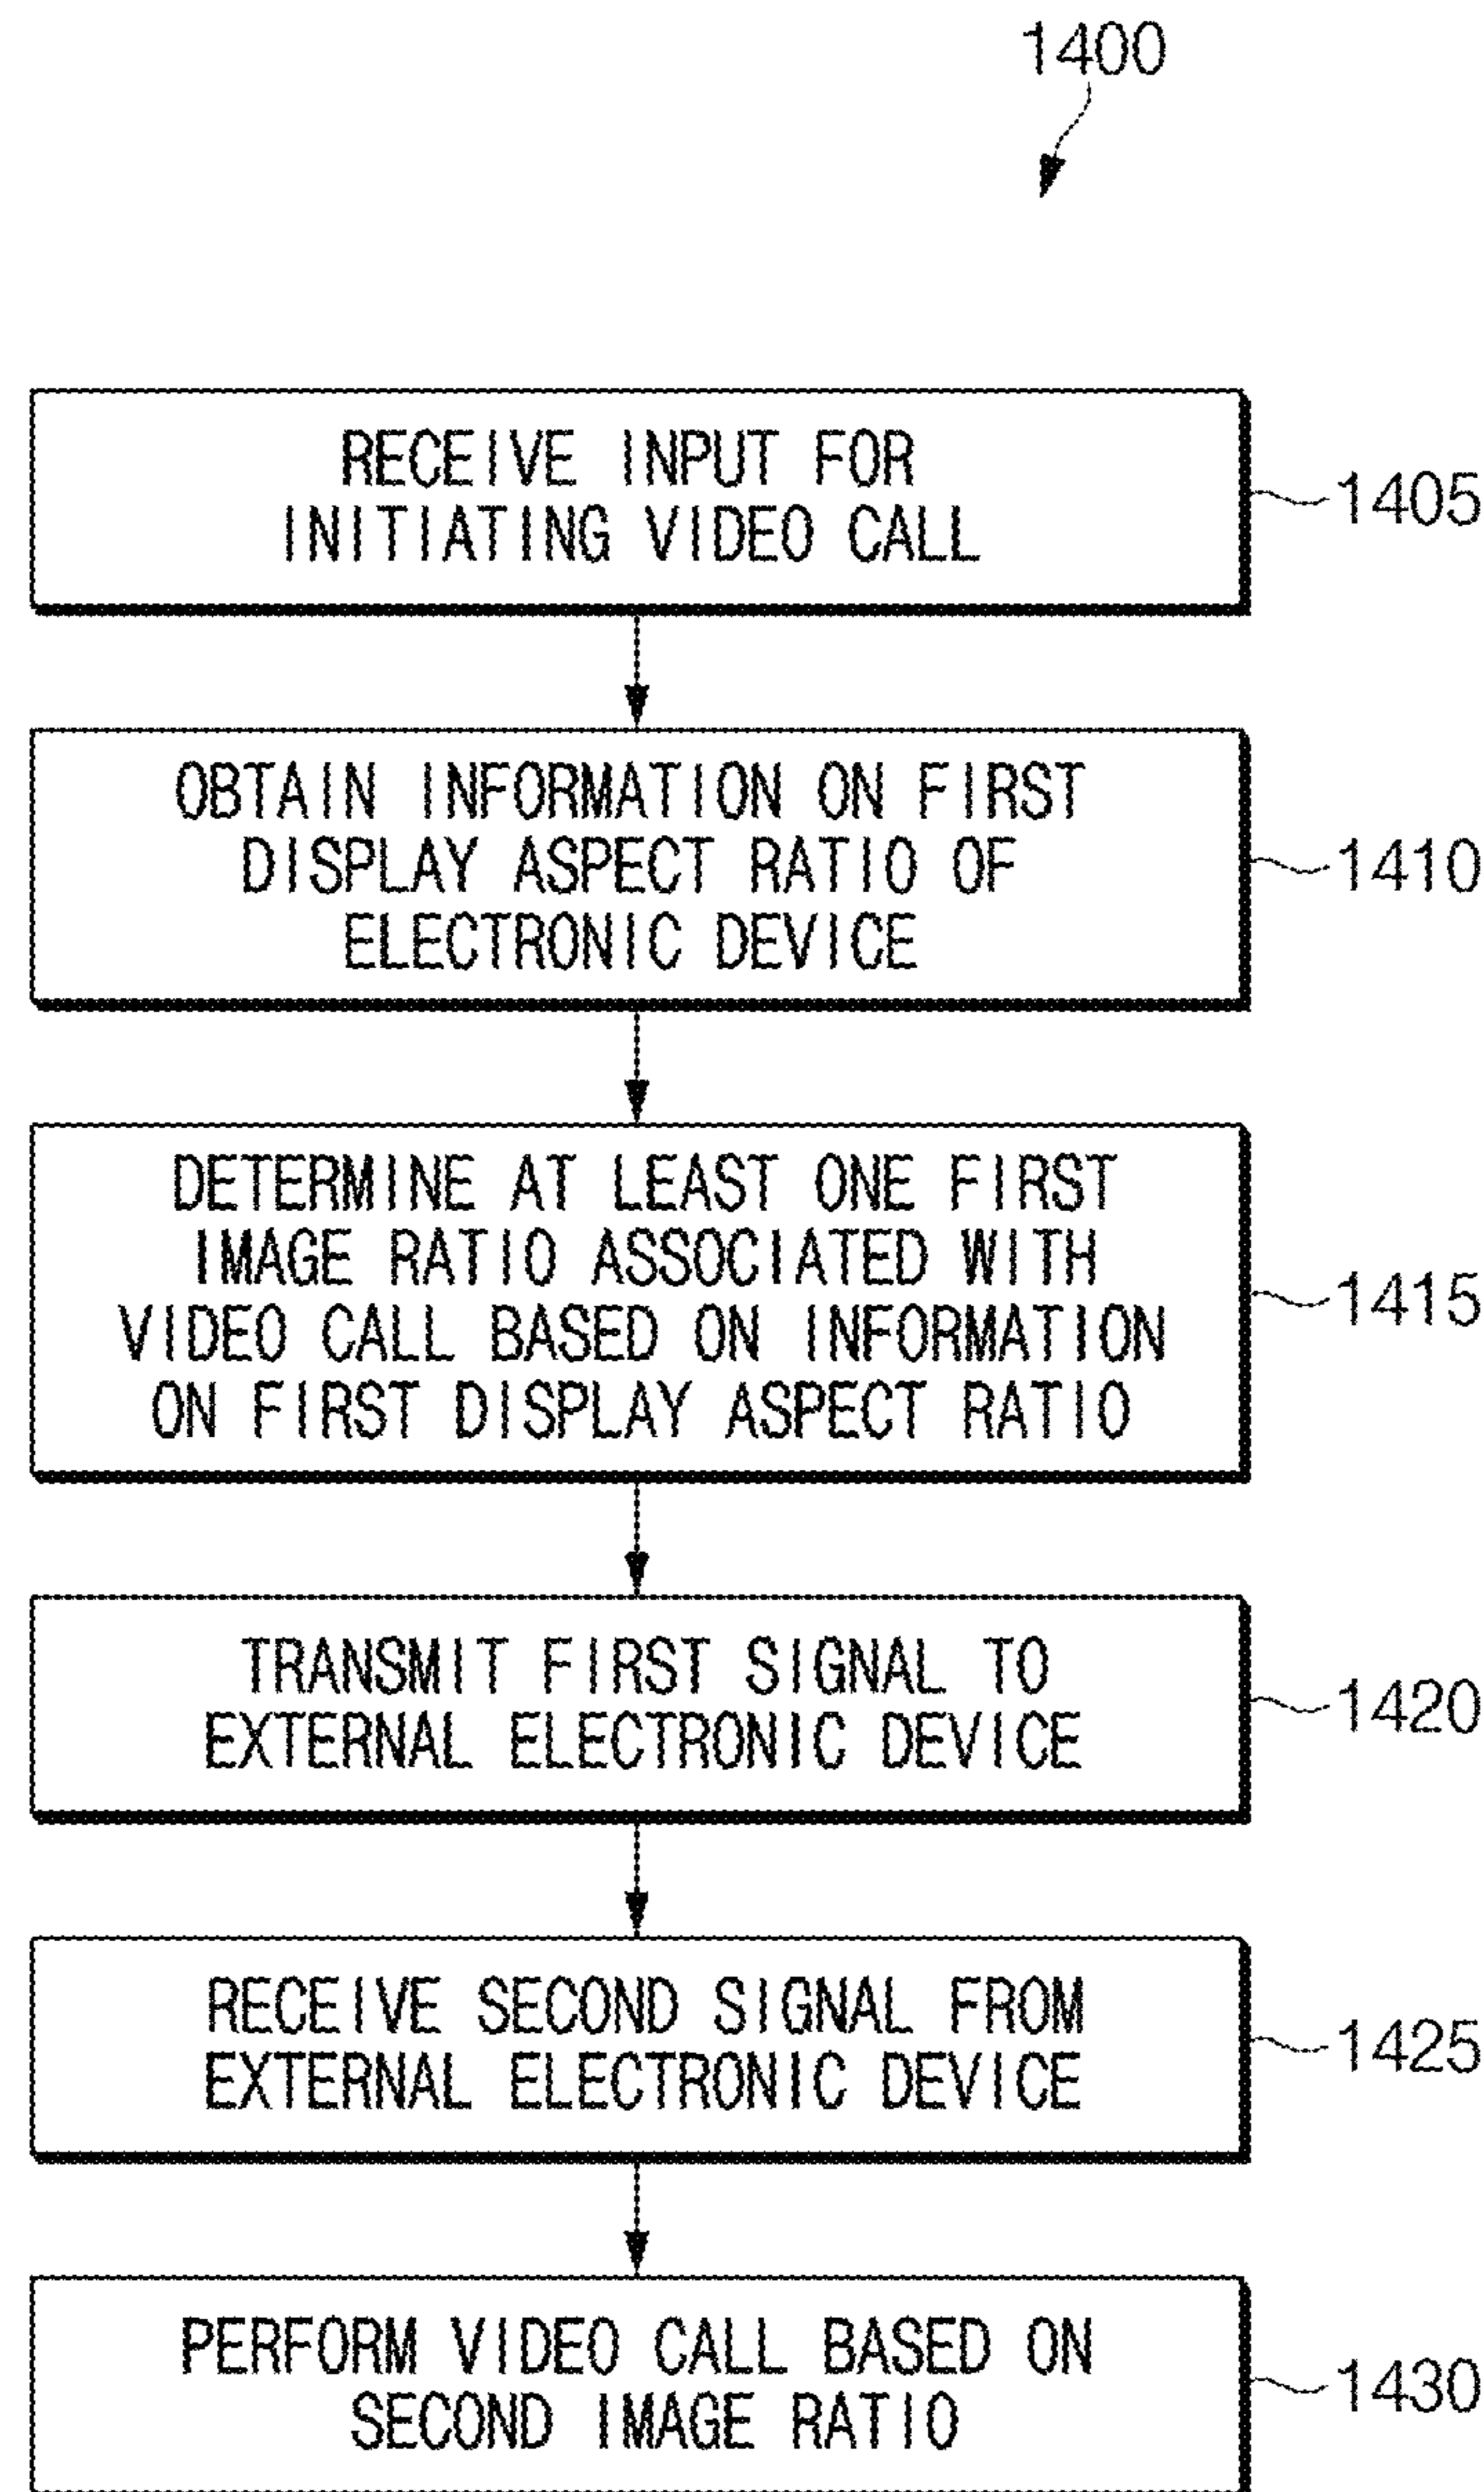 1400
RECEIVE INPUT FOR
INITIATING VIDEO CALL
1405
OBTAIN INFORMATION ON FIRST
DISPLAY ASPECT RATIO OF
ELECTRONIC DEVICE
1410
DETERMINE AT LEAST ONE FIRST
IMAGE RATIO ASSOCIATED WITH
VIDEO CALL BASED ON INFORMATION
ON FIRST DISPLAY ASPECT RATIO
1415
TRANSMIT FIRST SIGNAL TO
EXTERNAL ELECTRONIC DEVICE
1420
RECEIVE SECOND SIGNAL FROM
EXTERNAL ELECTRONIC DEVICE
1425
PERFORM VIDEO CALL BASED ON
SECOND IMAGE RATIO
1430